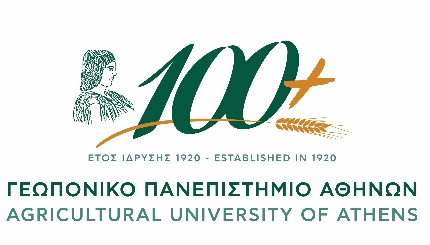 100+
ΕΤΟΣ ΙΔΡΥΣΗΣ 1920 - ESTABLISHED IN 1920
ΓΕΩΠΟΝΙΚΟ ΠΑΝΕΠΙΣΤΗΜΙΟ ΑΘΗΝΩΝ
AGRICULTURAL UNIVERSITY OF ATHENS